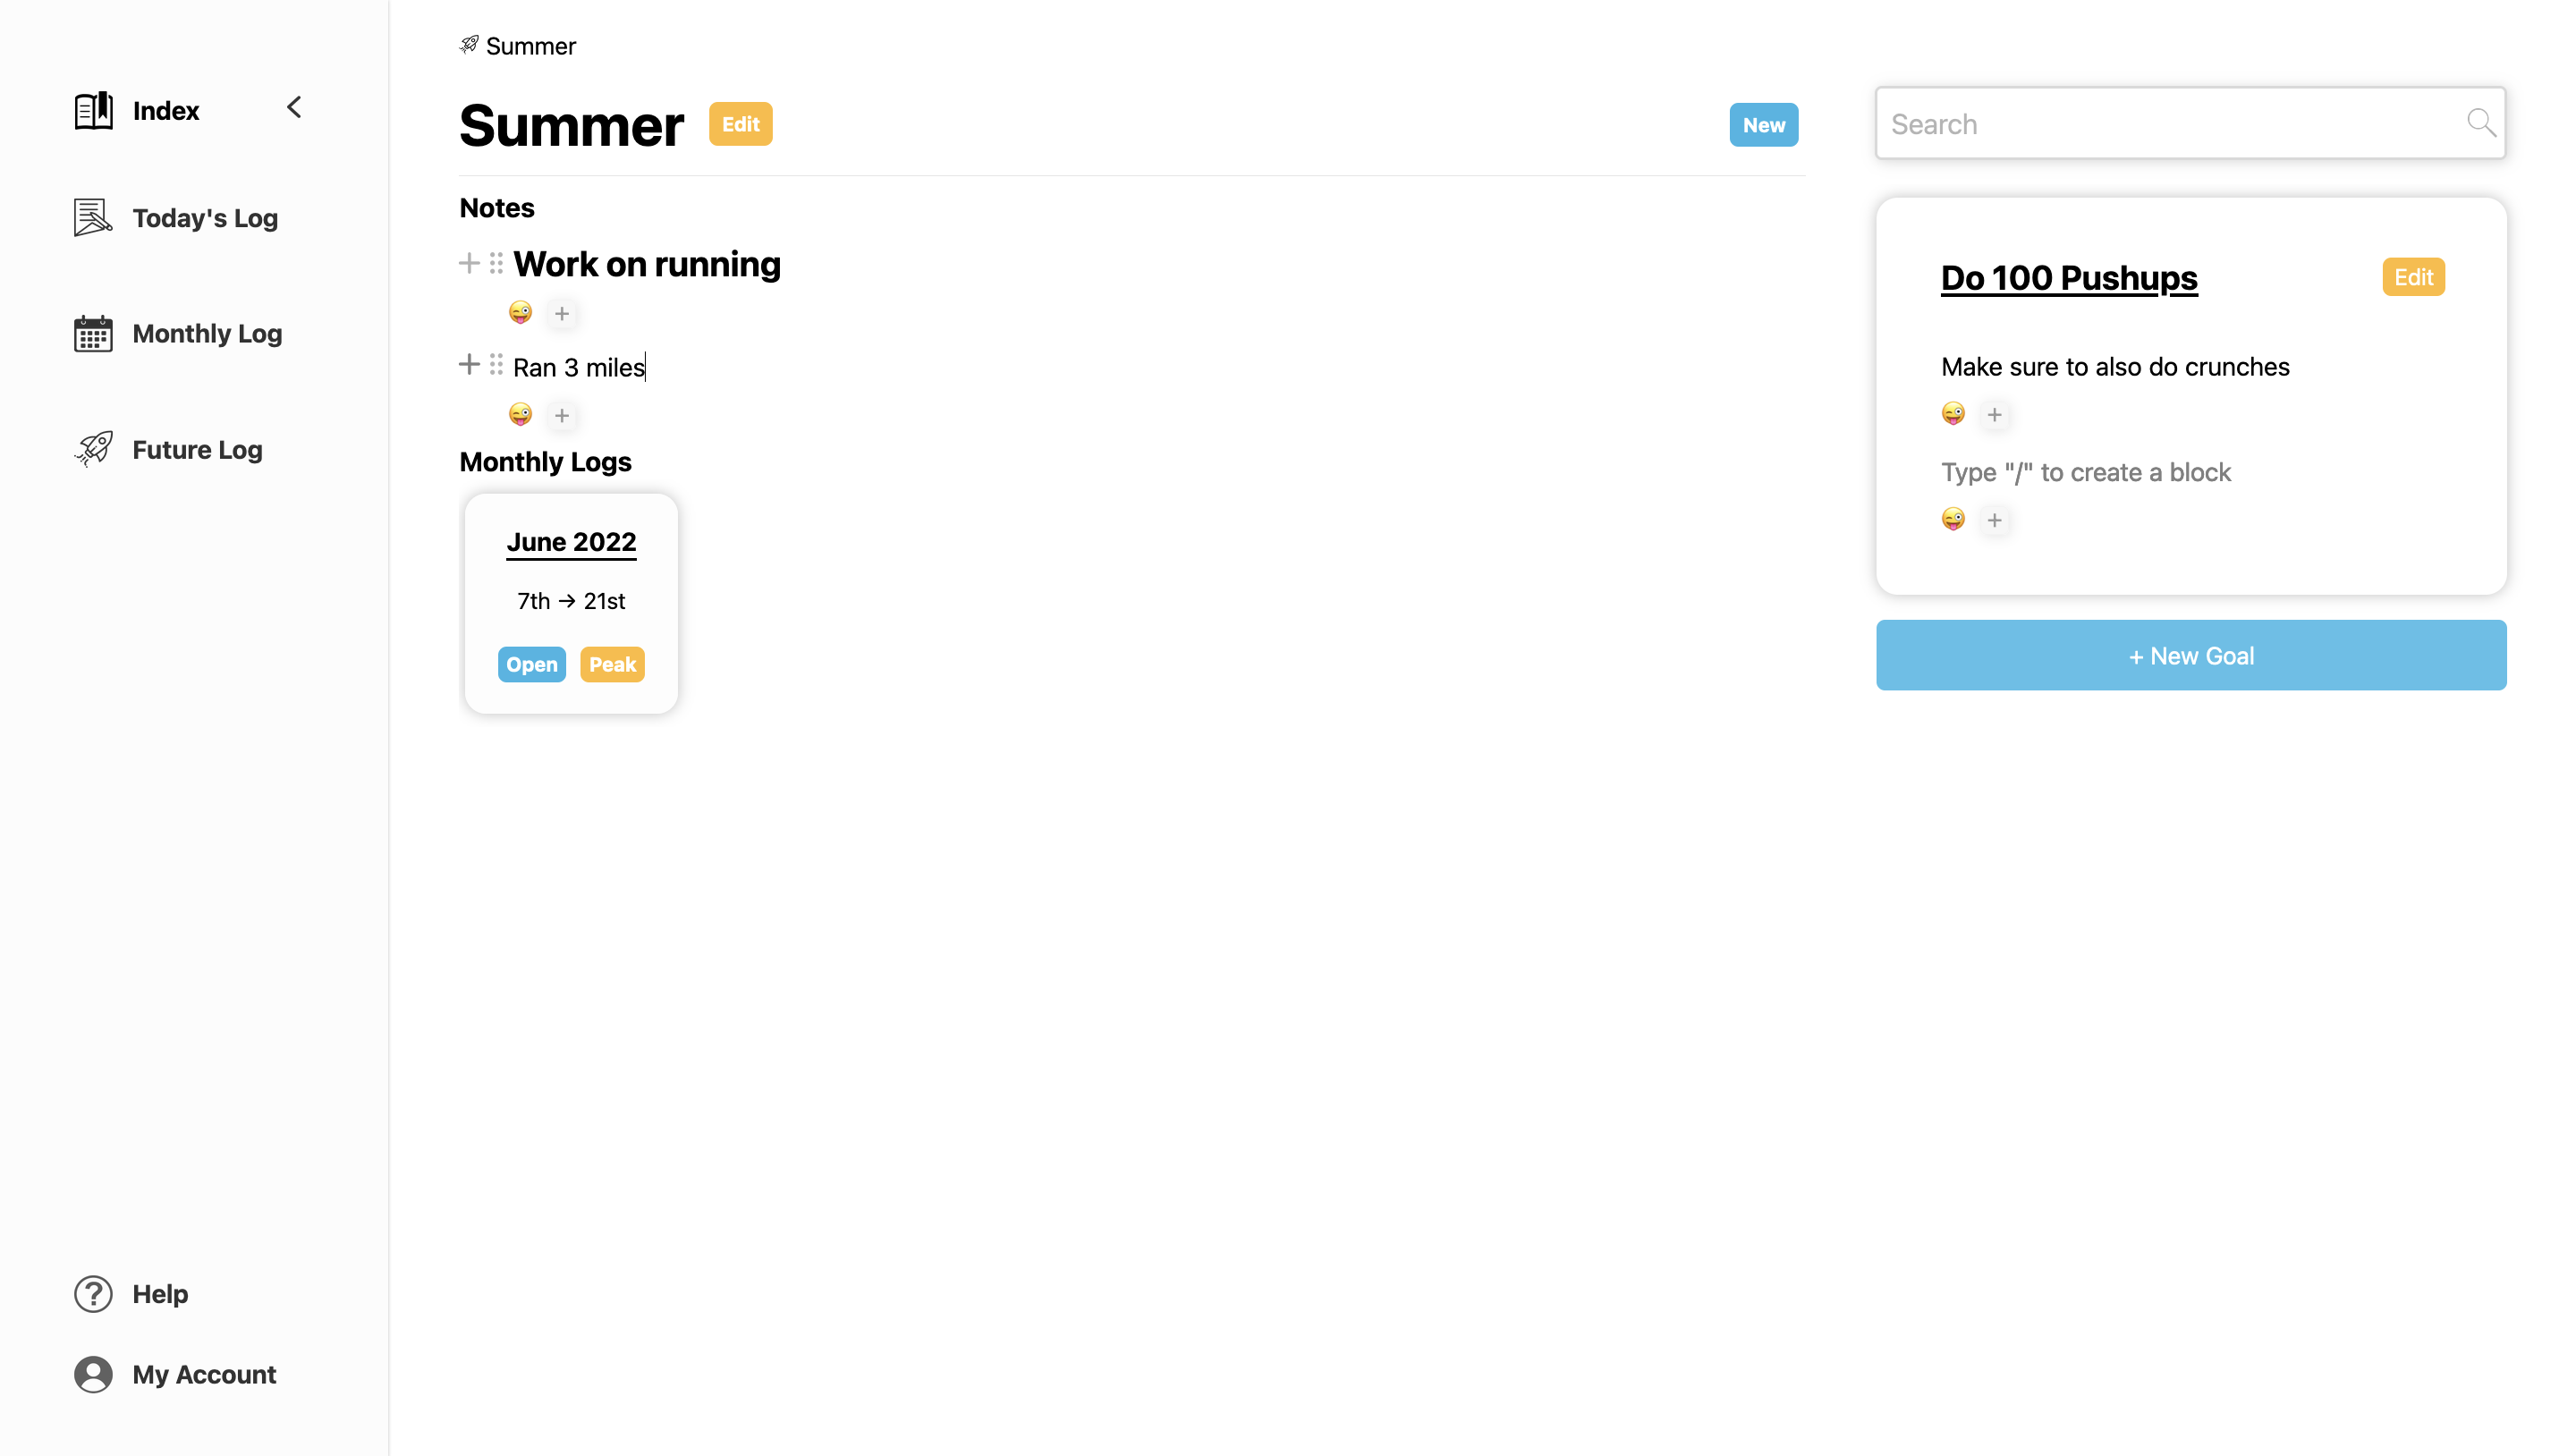 Index
Today's Log
Monthly Log
Future Log
Help
My Account
Summer
Summer Edit New
Notes
Work on running
Ran 3 miles
Monthly Logs
June 2022
7th → 21st
Open Peak
Search
Do 100 Pushups Edit
Make sure to also do crunches
Type "/" to create a block
+ New Goal